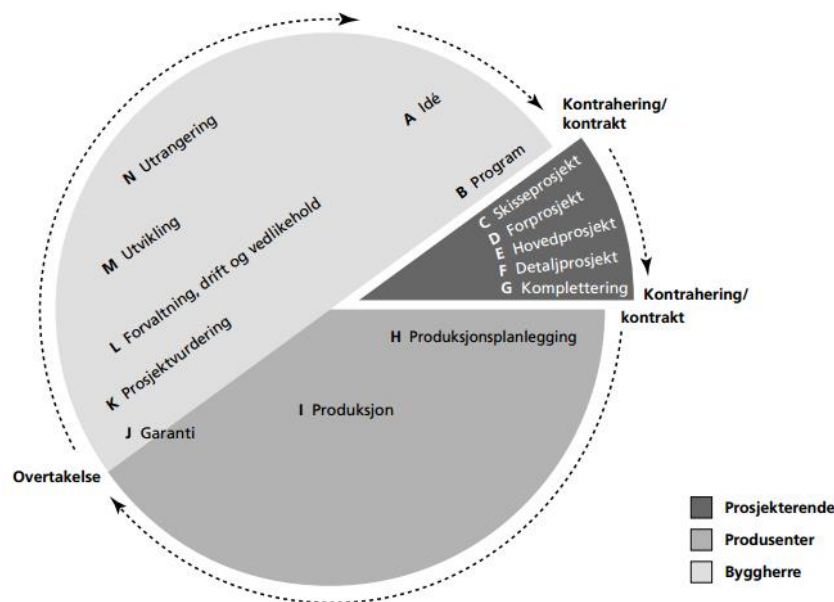 A Idé
B Program
Kontrahering/
kontrakt
C Skisseprosjekt
D Forprosjekt
E Hovedprosjekt
F Detaljprosjekt
G Komplettering
Kontrahering/
kontrakt
H Produksjonsplanlegging
I Produksjon
J Garanti
Overtakelse
K Prosjektvurdering
L Forvaltning, drift og vedlikehold
M Utvikling
N Utrangering
Prosjekterende
Produsenter
Byggherre